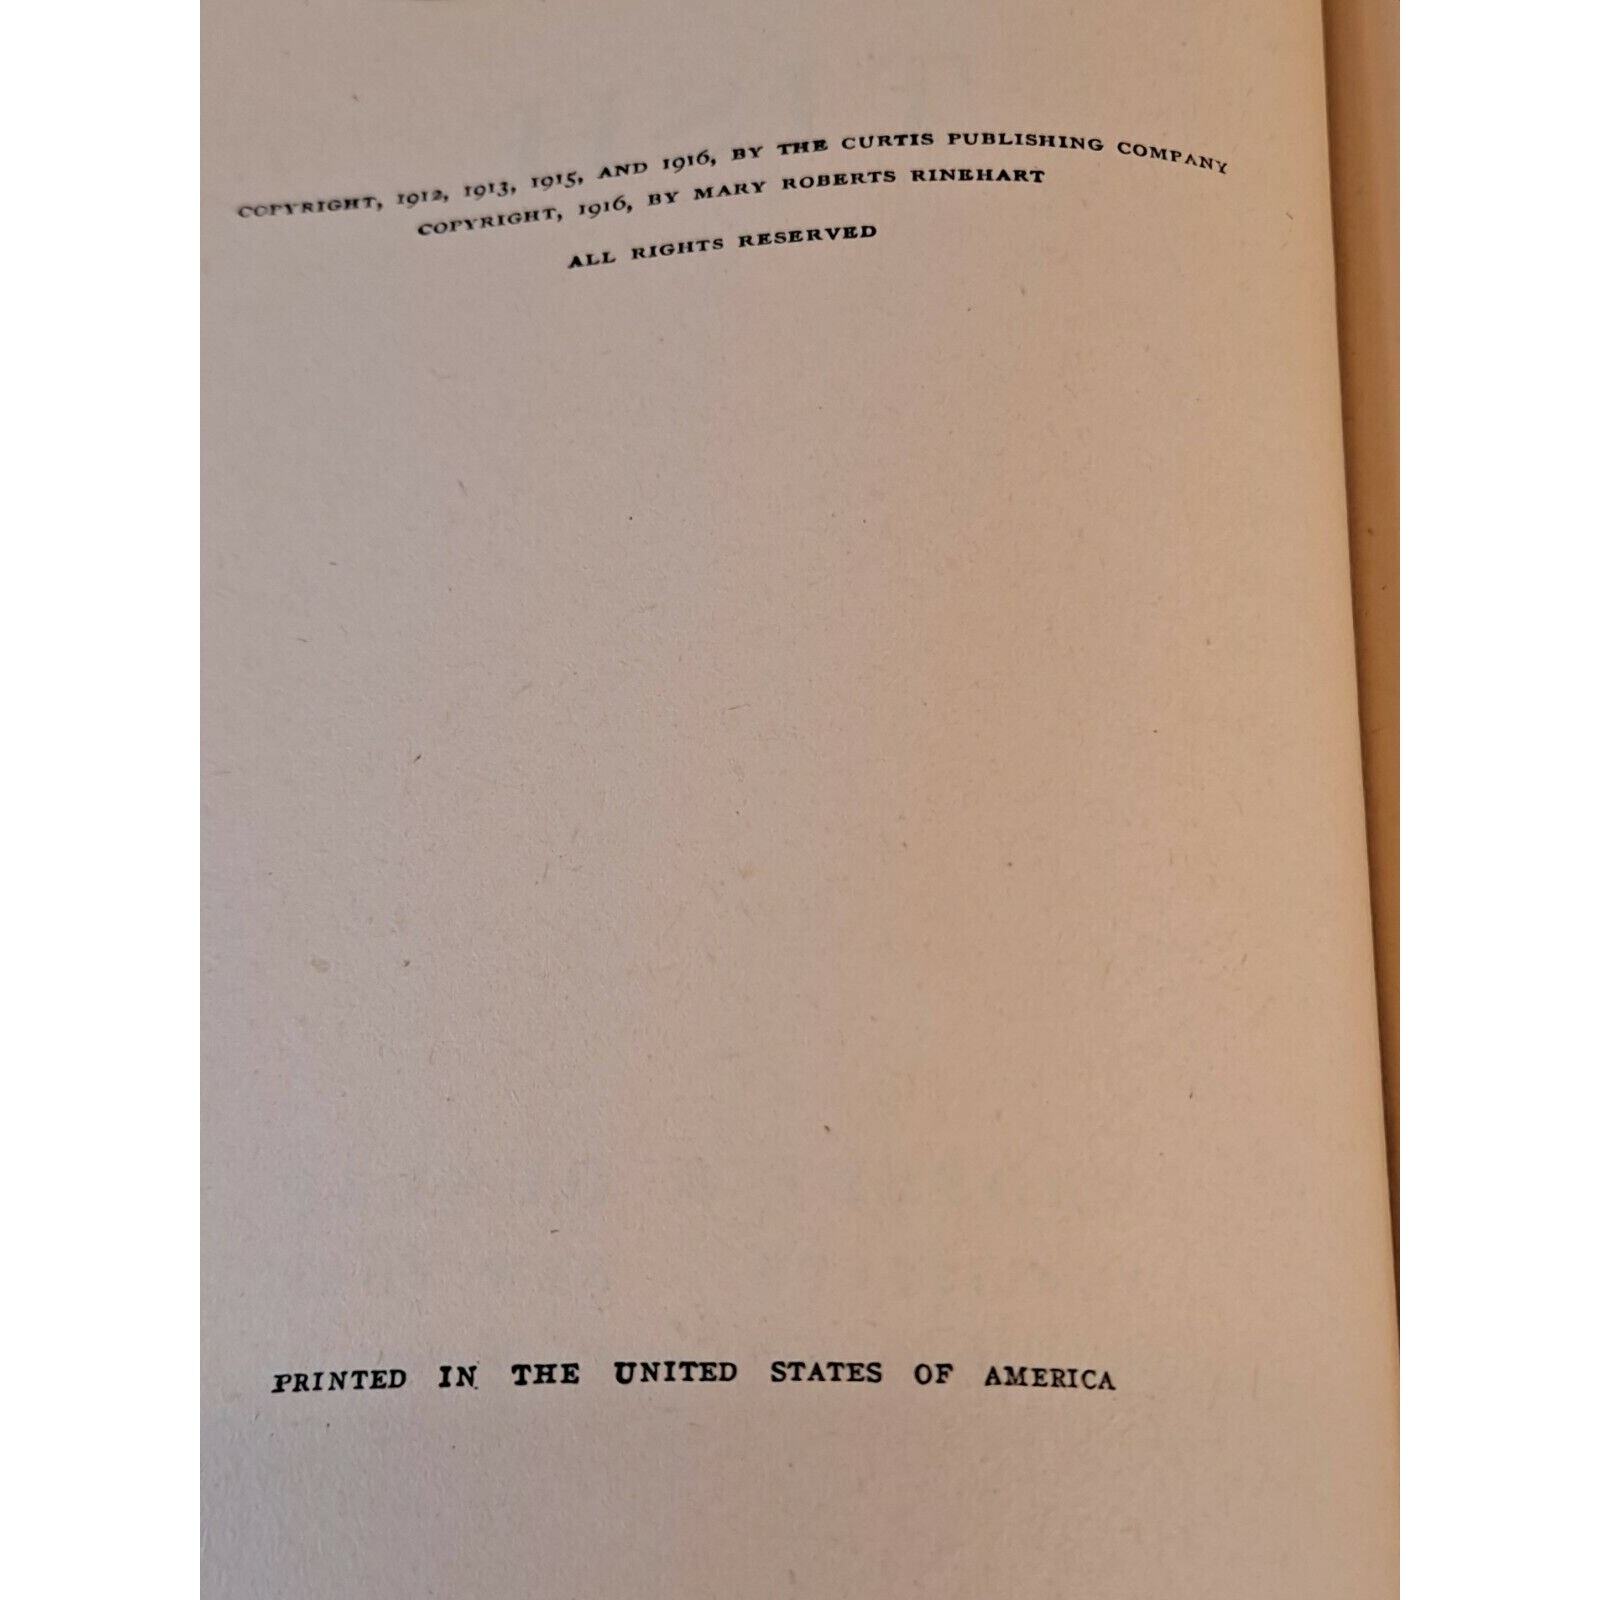 COPYRIGHT, 1912, 1913, 1915, AND 1916, BY THE CURTIS PUBLISHING COMPANY
COPYRIGHT, 1916, BY MARY ROBERTS RINEHART
ALL RIGHTS RESERVED
PRINTED IN THE UNITED STATES OF AMERICA